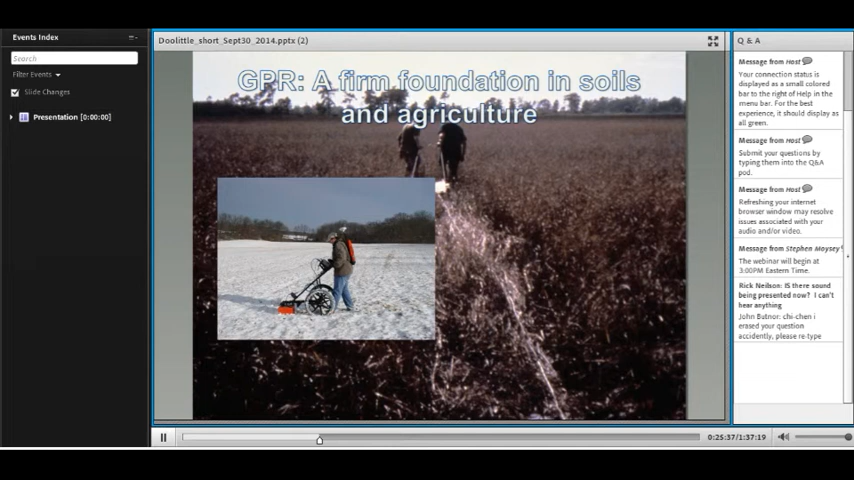 Events Index
Search
Filter Events
Slide Changes
Presentation [0:00:00]
Doolittle_short_Sept30_2014.pptx (2)
GPR: A firm foundation in soils
and agriculture
0:25:37/1:37:19
Q & A
Message from Host
Your connection status is
displayed as a small colored
bar to the right of Help in the
menu bar. For the best
experience, it should display as
all green.
Message from Host
Submit your questions by
typing them into the Q&A
pod.
Message from Host
Refreshing your internet
browser window may resolve
issues associated with your
audio and/or video.
Message from Stephen Moysey
The webinar will begin at
3:00PM Eastern Time.
Rick Neilson: IS there sound
being presented now? I can't
hear anything
John Butnor: chi-chen i
erased your question
accidently, please re-type